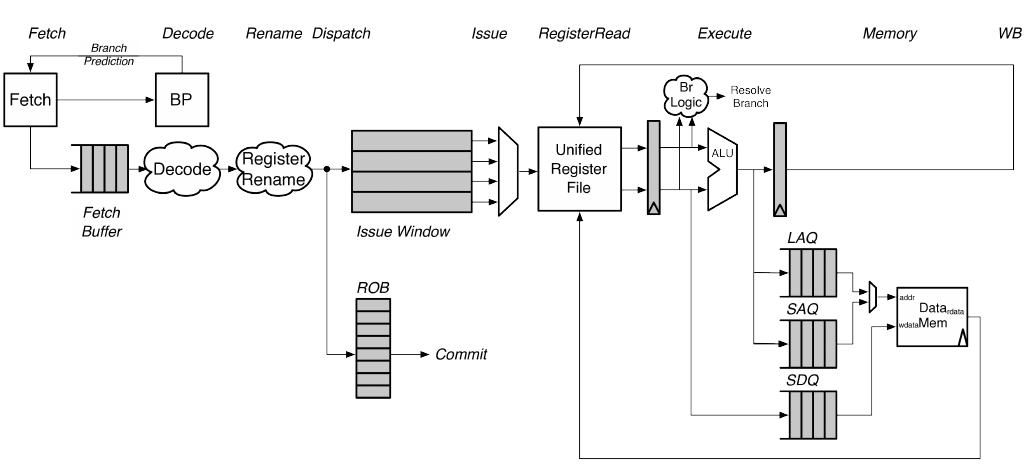 Fetch Decode Rename Dispatch Issue RegisterRead Execute Memory WB
Branch
Prediction
Fetch
BP
Br
Logic
Resolve
Branch
Decode
Register
Rename
Unified
Register
File
ALU
Fetch
Buffer
Issue Window
LAQ
ROB
SAQ
addr
Data
rdata
wdata
Mem
Commit
SDQ